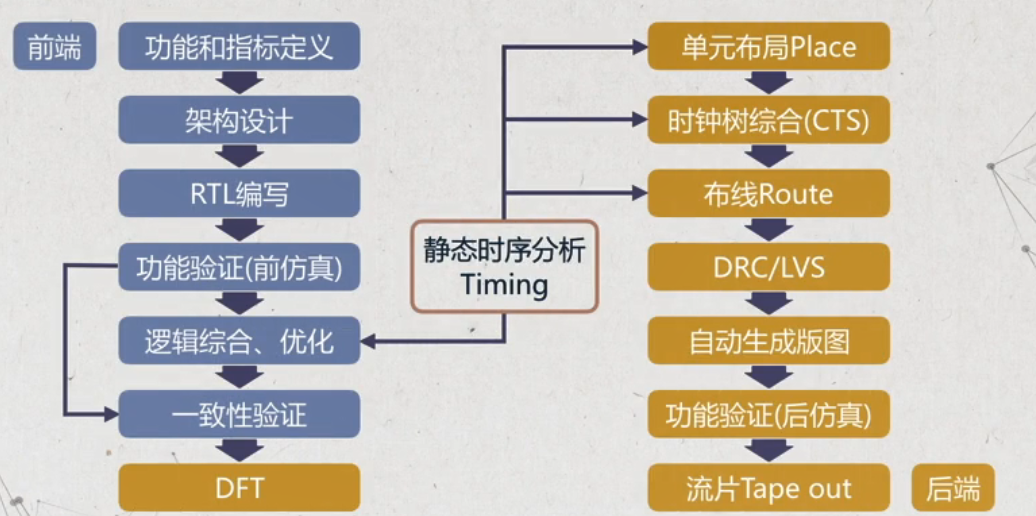 前端
功能和指标定义
架构设计
RTL编写
功能验证(前仿真)
逻辑综合、优化
一致性验证
DFT
静态时序分析
Timing
单元布局Place
时钟树综合(CTS)
布线Route
DRC/LVS
自动生成版图
功能验证(后仿真)
流片Tape out
后端